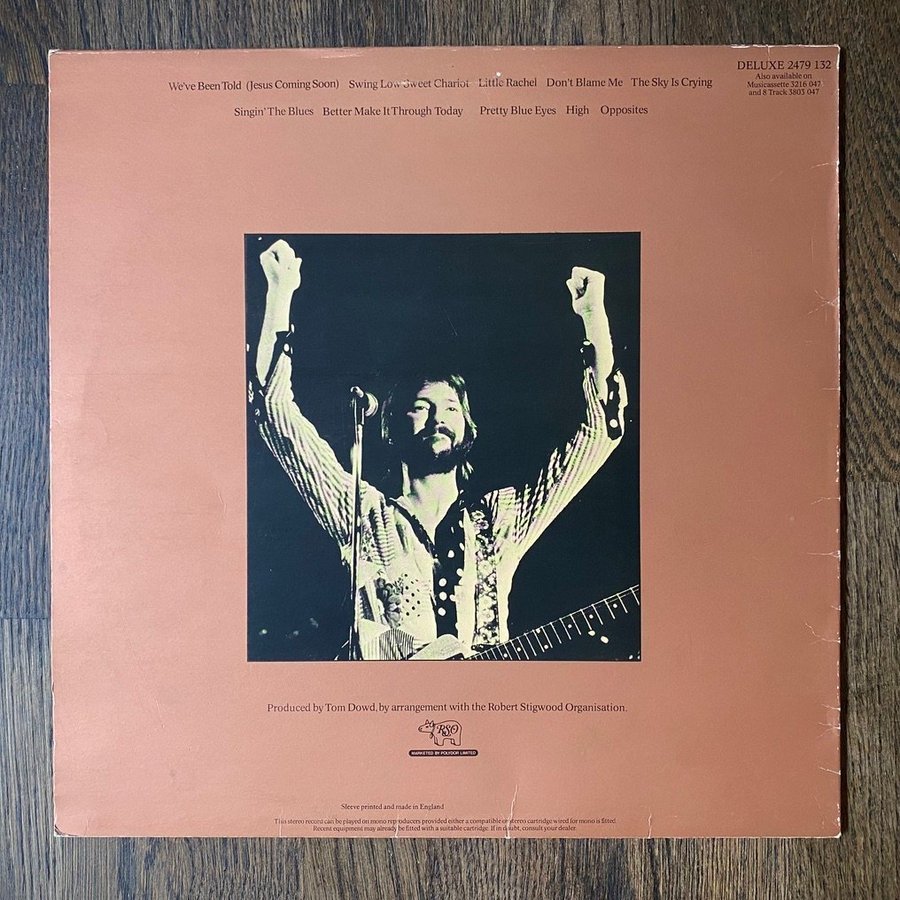 DELUXE 2479 132
Also available on
Musicassette 3216 047
and 8 Track 3803 047
We've Been Told (Jesus Coming Soon) Swing Low Sweet Chariot Little Rachel Don't Blame Me The Sky Is Crying
Singin' The Blues Better Make It Through Today Pretty Blue Eyes High Opposites
Produced by Tom Dowd, by arrangement with the Robert Stigwood Organisation.
RSO
MARKETED BY POLYDOR LIMITED
Sleeve printed and made in England
This stereo record can be played on mono reproducers provided either a compatible or stereo cartridge wired for mono is fitted
Recent equipment may already be fitted with a suitable cartridge. If in doubt, consult your dealer.